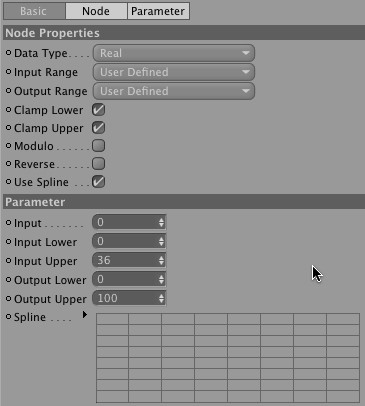 Basic Node Parameter
Node Properties
Data Type. . . . Real
Input Range User Defined
Output Range User Defined
Clamp Lower
Clamp Upper
Modulo . . . . . .
Reverse . . . . . .
Use Spline . . .
Parameter
Input . . . . . . . 0
Input Lower 0
Input Upper 36
Output Lower 0
Output Upper 100
Spline . . . .